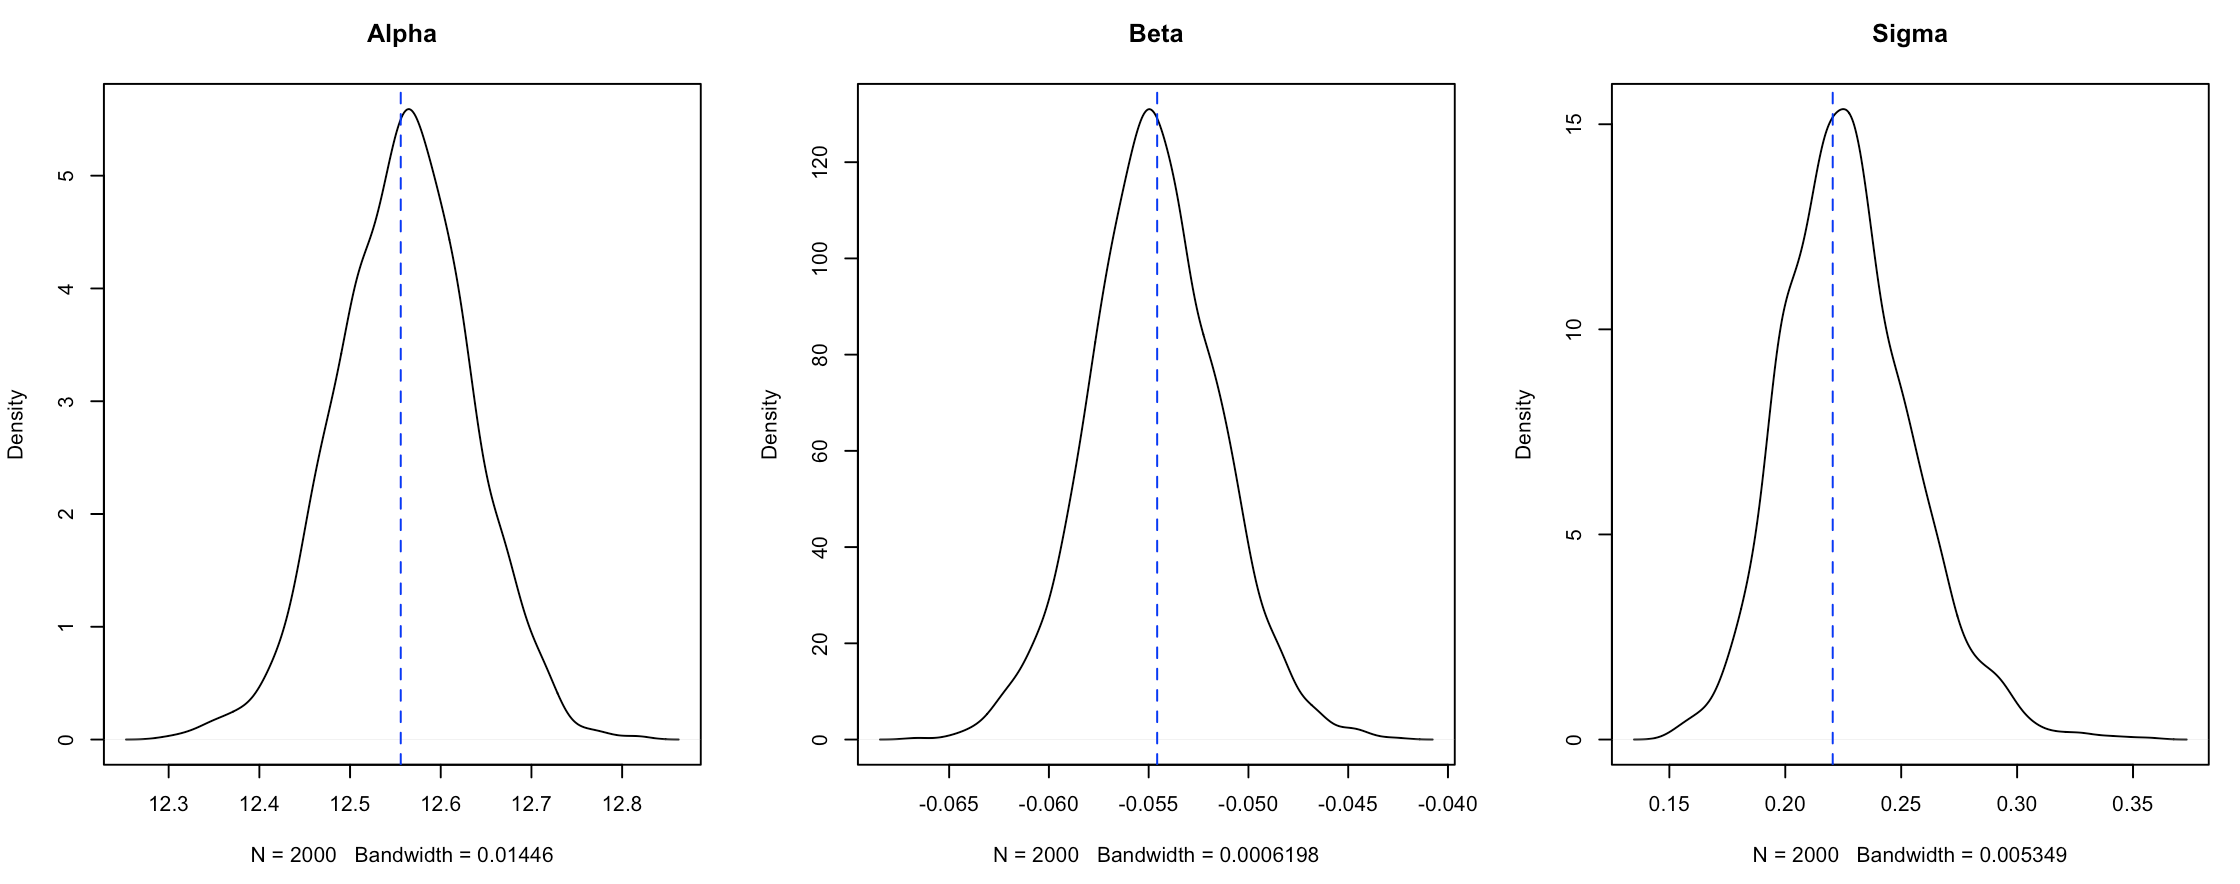 Alpha
Density
0 1 2 3 4 5
12.3 12.4 12.5 12.6 12.7 12.8
N = 2000 Bandwidth = 0.01446
Beta
Density
0 20 40 60 80 100 120
-0.065 -0.060 -0.055 -0.050 -0.045 -0.040
N = 2000 Bandwidth = 0.0006198
Sigma
Density
0 5 10 15
0.15 0.20 0.25 0.30 0.35
N = 2000 Bandwidth = 0.005349